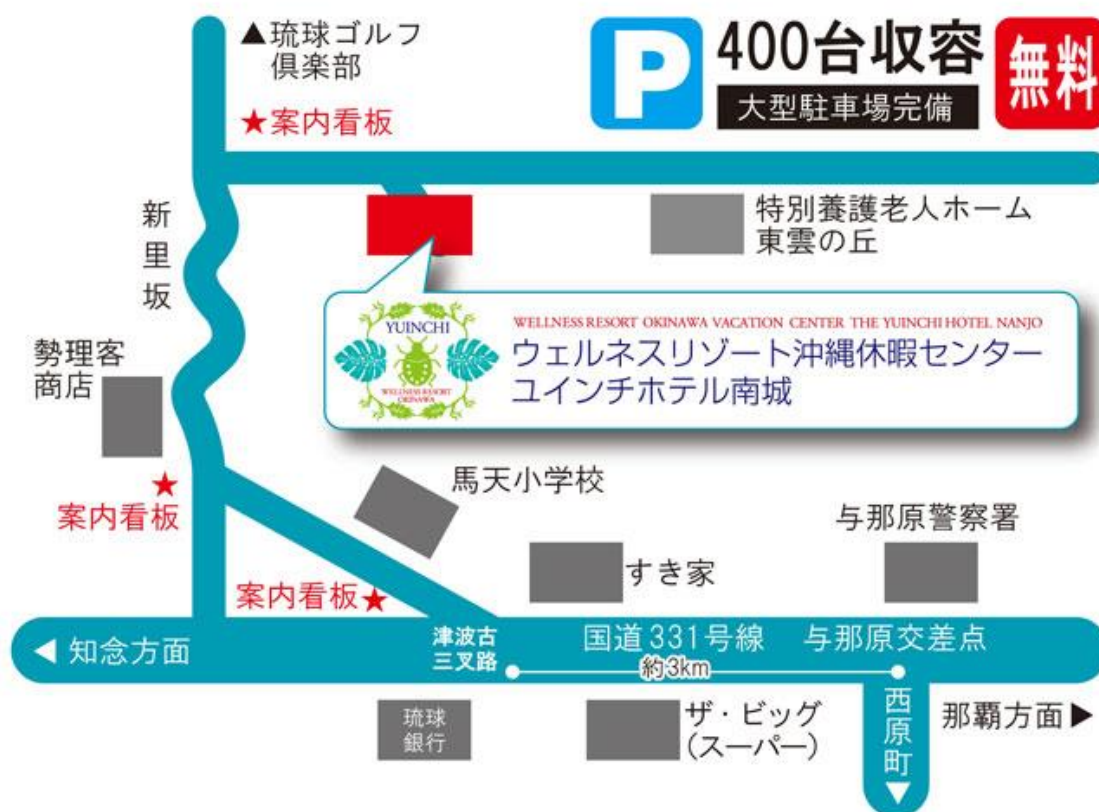 ▲琉球ゴルフ
倶楽部
★案内看板
P
400台収容
大型駐車場完備
無料
新里坂
特別養護老人ホーム
東雲の丘
YUINCHI
WELLNESS RESORT
OKINAWA
WELLNESS RESORT OKINAWA VACATION CENTER THE YUINCHI HOTEL NANJO
ウェルネスリゾート沖縄休暇センター
ユインチホテル南城
勢理客
商店
★
案内看板
馬天小学校
与那原警察署
すき家
案内看板★
◀知念方面
津波古
三叉路
国道331号線
与那原交差点
約3km
琉球
銀行
ザ・ビッグ
(スーパー)
西原町
▼
那覇方面▶